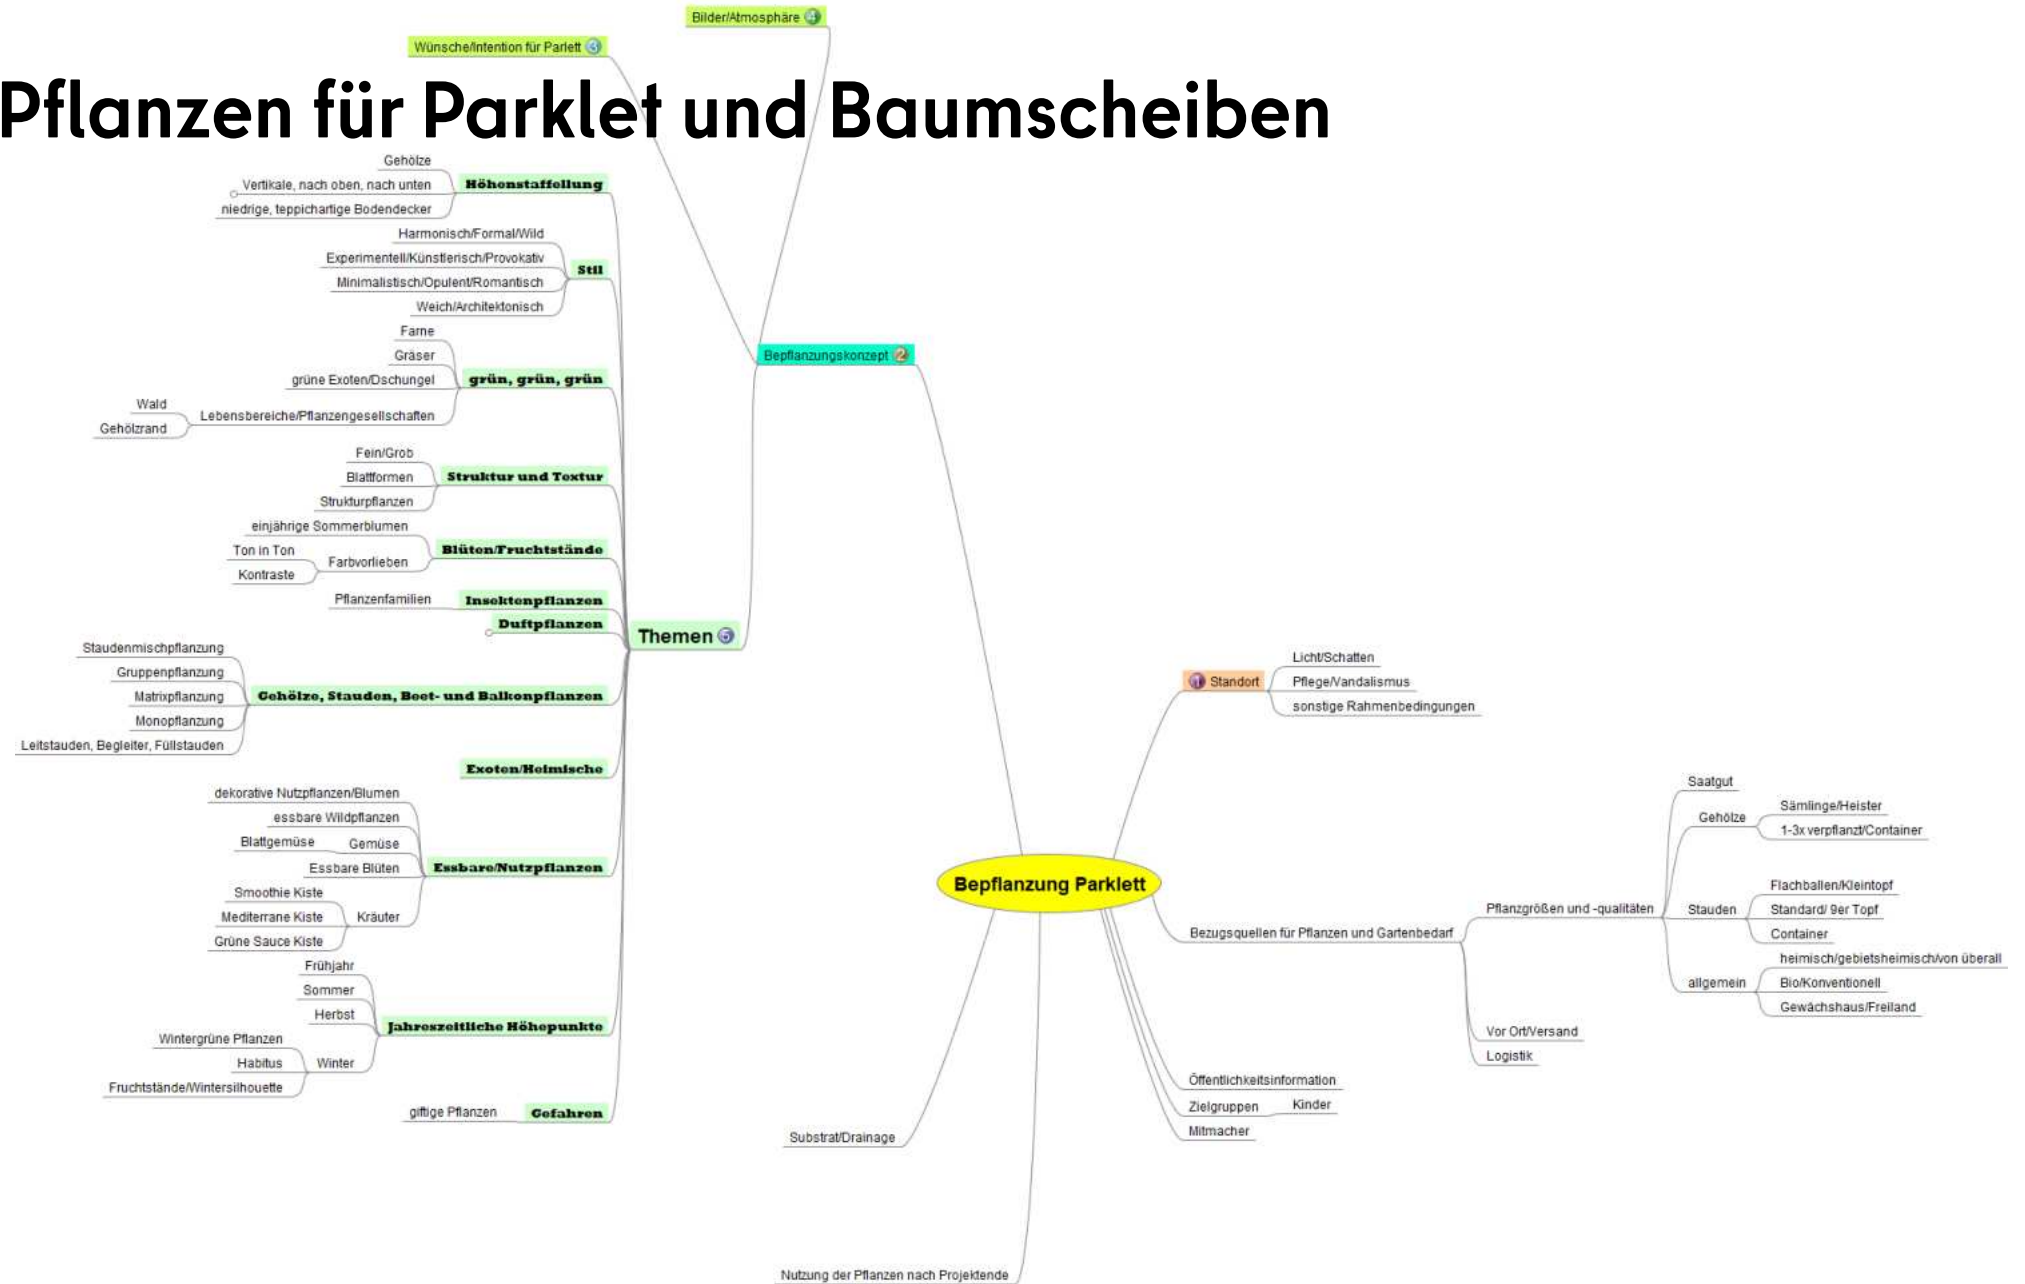 Bilder/Atmosphäre 4
Wünsche/Intention für Parlett 3
Pflanzen für Parklet und Baumscheiben
Gehölze
Vertikale, nach oben, nach unten
niedrige, teppichartige Bodendecker
Höhenstaffellung
Harmonisch/Formal/Wild
Experimentell/Künstlerisch/Provokativ
Minimalistisch/Opulent/Romantisch
Weich/Architektonisch
Stil
Farne
Gräser
grüne Exoten/Dschungel
Wald
Gehölzrand
Lebensbereiche/Pflanzengesellschaften
grün, grün, grün
Fein/Grob
Blattformen
Strukturpflanzen
Struktur und Textur
einjährige Sommerblumen
Ton in Ton
Kontraste
Farbvorlieben
Blüten/Fruchtstände
Pflanzenfamilien
Insektenpflanzen
Duftpflanzen
Staudenmischpflanzung
Gruppenpflanzung
Matrixpflanzung
Monopflanzung
Leitstauden, Begleiter, Füllstauden
Gehölze, Stauden, Beet- und Balkonpflanzen
Exoten/Heimische
dekorative Nutzpflanzen/Blumen
essbare Wildpflanzen
Blattgemüse
Gemüse
Essbare Blüten
Smoothie Kiste
Mediterrane Kiste
Grüne Sauce Kiste
Kräuter
Essbare/Nutzpflanzen
Frühjahr
Sommer
Herbst
Wintergrüne Pflanzen
Habitus
Fruchtstände/Wintersilhouette
Winter
Jahreszeitliche Höhepunkte
giftige Pflanzen
Gefahren
Themen 5
Bepflanzungskonzept 2
Bepflanzung Parklett
1 Standort
Licht/Schatten
Pflege/Vandalismus
sonstige Rahmenbedingungen
Bezugsquellen für Pflanzen und Gartenbedarf
Pflanzgrößen und -qualitäten
Saatgut
Gehölze
Sämlinge/Heister
1-3x verpflanzt/Container
Stauden
Flachballen/Kleintopf
Standard/ 9er Topf
Container
allgemein
heimisch/gebietsheimisch/von überall
Bio/Konventionell
Gewächshaus/Freiland
Vor Ort/Versand
Logistik
Öffentlichkeitsinformation
Zielgruppen
Kinder
Mitmacher
Substrat/Drainage
Nutzung der Pflanzen nach Projektende